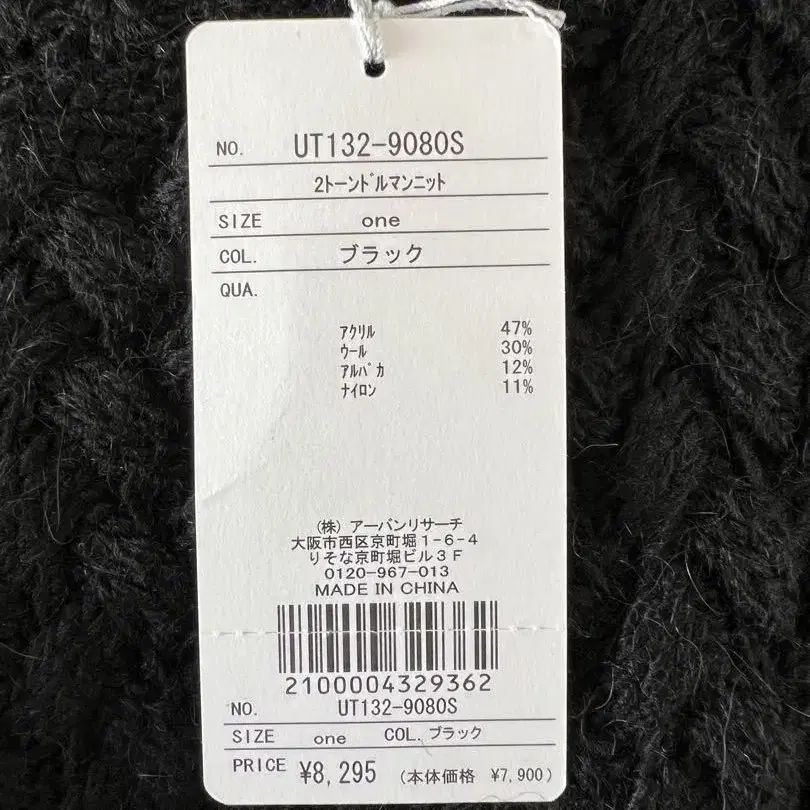 NO. UT132-9080S
2ﾄｰﾝﾄﾞﾙﾏﾝﾆｯﾄ
SIZE one
COL. ブラック
QUA.
ｱｸﾘﾙ 47%
ｳｰﾙ 30%
ｱﾙﾊﾟｶ 12%
ﾅｲﾛﾝ 11%
(株) アーバンリサーチ
大阪市西区京町堀1-6-4
りそな京町堀ビル3F
0120-967-013
MADE IN CHINA
2100004329362
NO. UT132-9080S
SIZE one COL. ブラック
PRICE ¥8,295 (本体価格 ¥7,900)